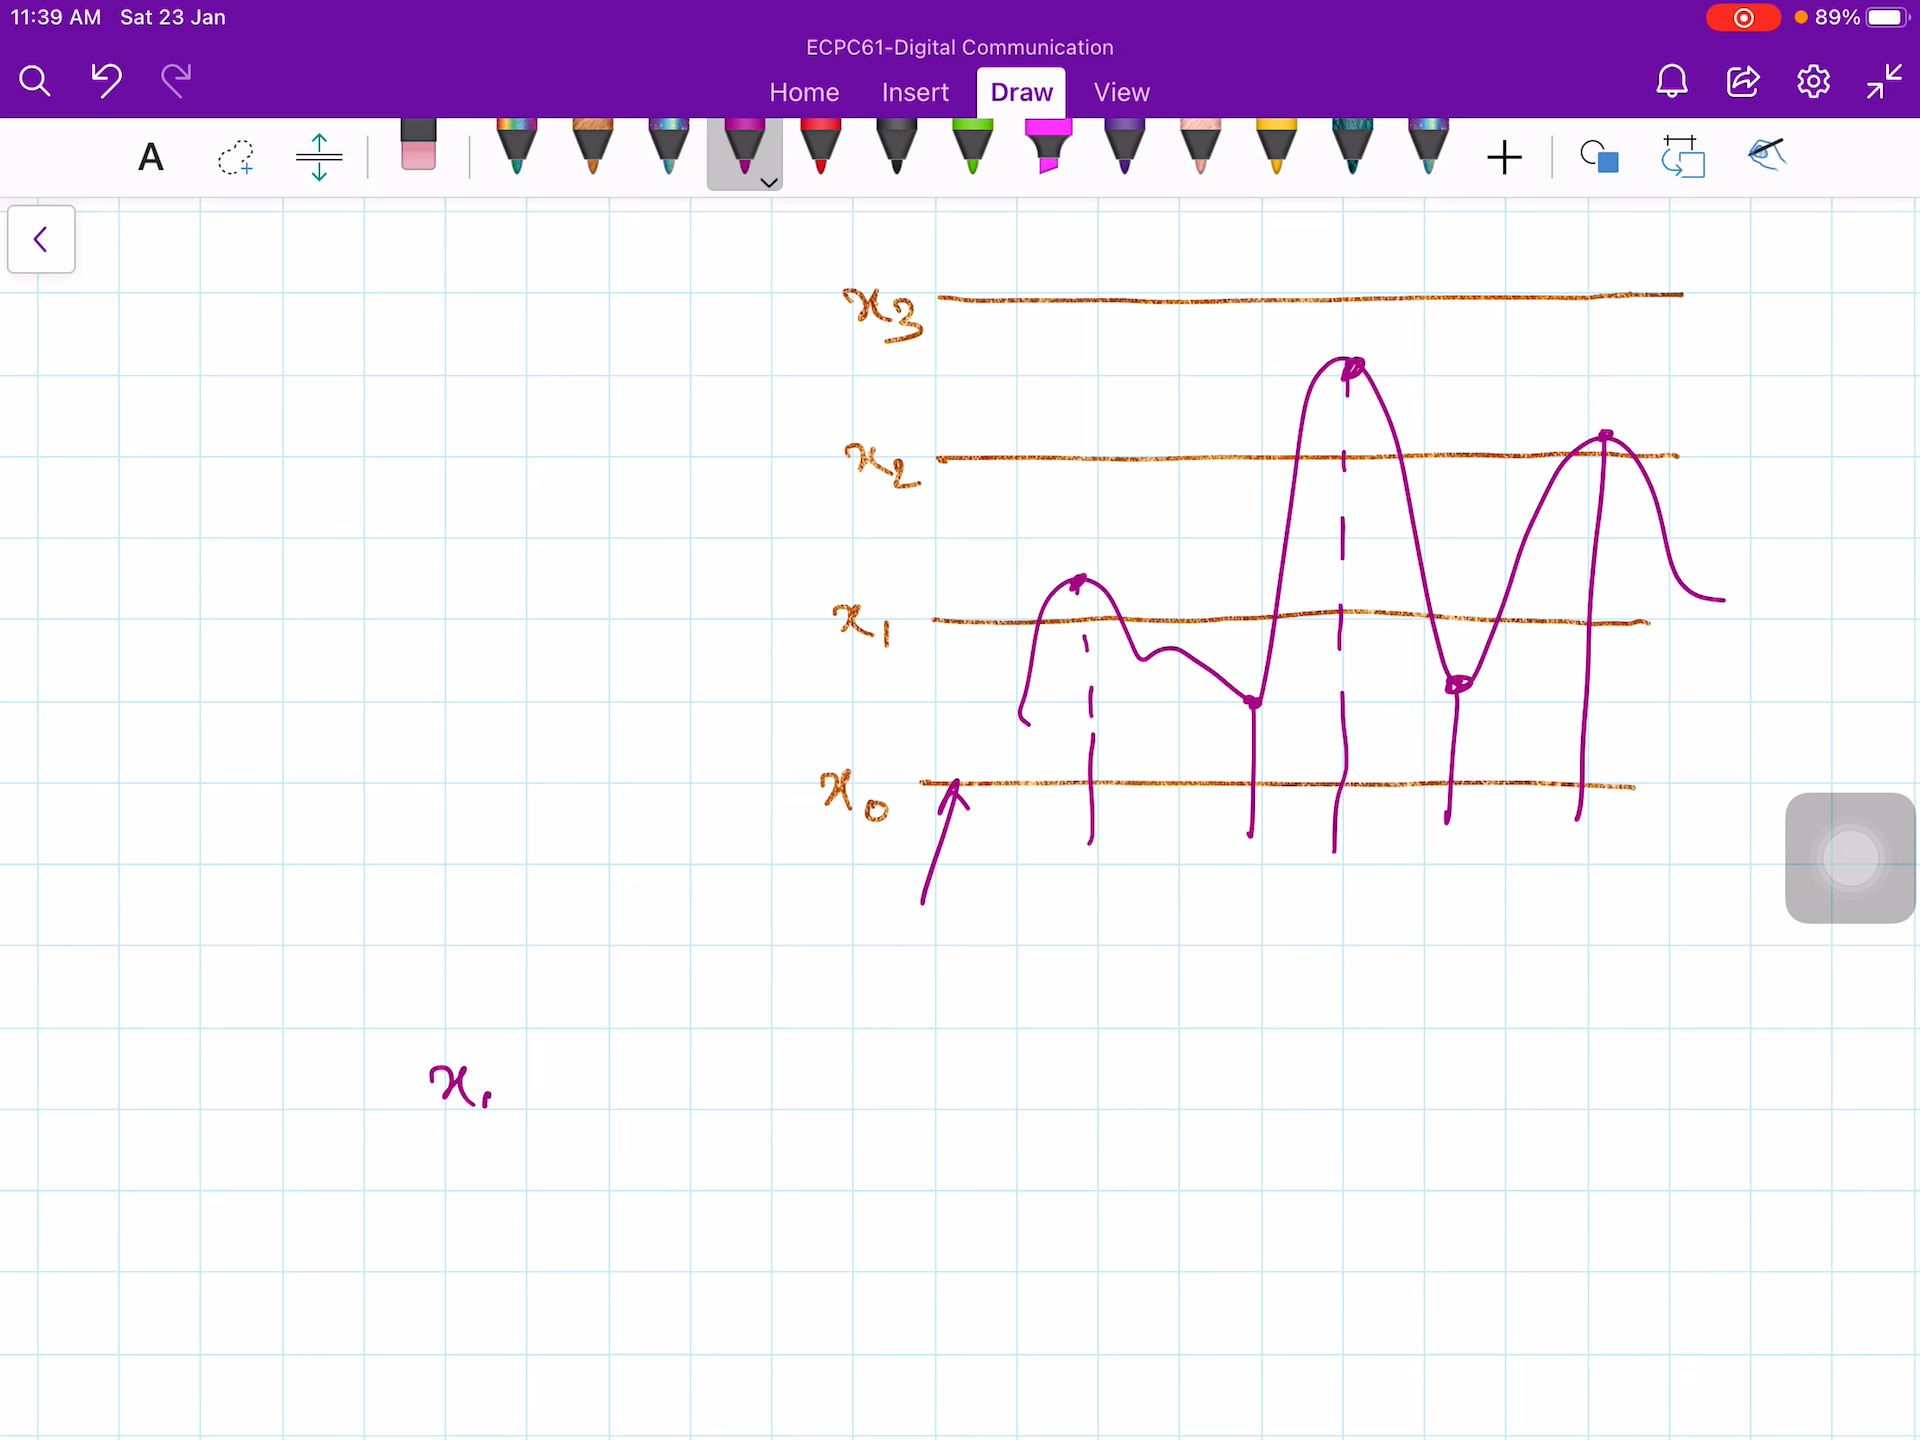 11:39 AM Sat 23 Jan
89%
ECPC61-Digital Communication
Home Insert Draw View
A
x3
x2
x1
x0
x1